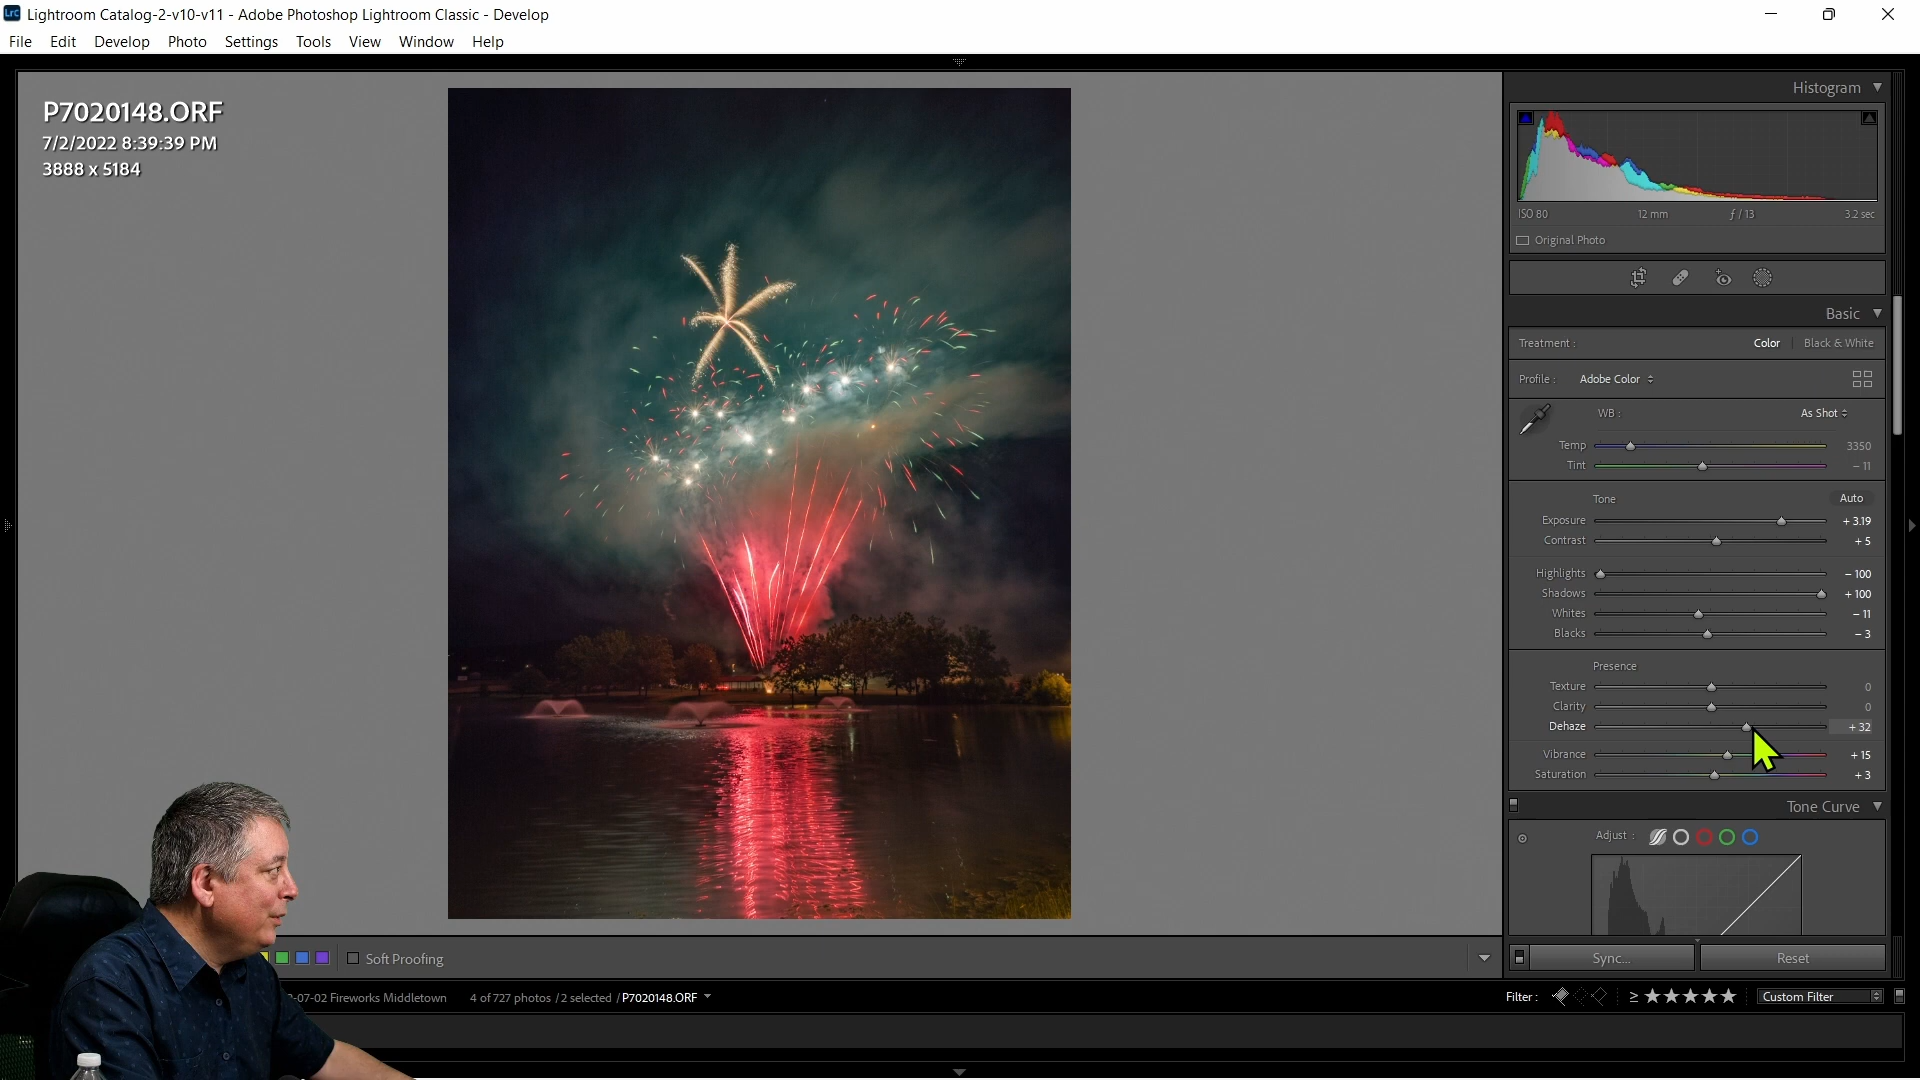 Lightroom Catalog-2-v10-v11 - Adobe Photoshop Lightroom Classic - Develop
File Edit Develop Photo Settings Tools View Window Help
P7020148.ORF
7/2/2022 8:39:39 PM
3888 x 5184
Histogram
ISO 80 12 mm ƒ / 13 3.2 sec
Original Photo
Basic
Treatment : Color Black & White
Profile : Adobe Color
WB : As Shot
Temp 3350
Tint – 11
Tone Auto
Exposure + 3.19
Contrast + 5
Highlights – 100
Shadows + 100
Whites – 11
Blacks – 3
Presence
Texture 0
Clarity 0
Dehaze + 32
Vibrance + 15
Saturation + 3
Tone Curve
Adjust :
Soft Proofing
Sync... Reset
-07-02 Fireworks Middletown 4 of 727 photos / 2 selected / P7020148.ORF
Filter : ≥ ★★★★★ Custom Filter